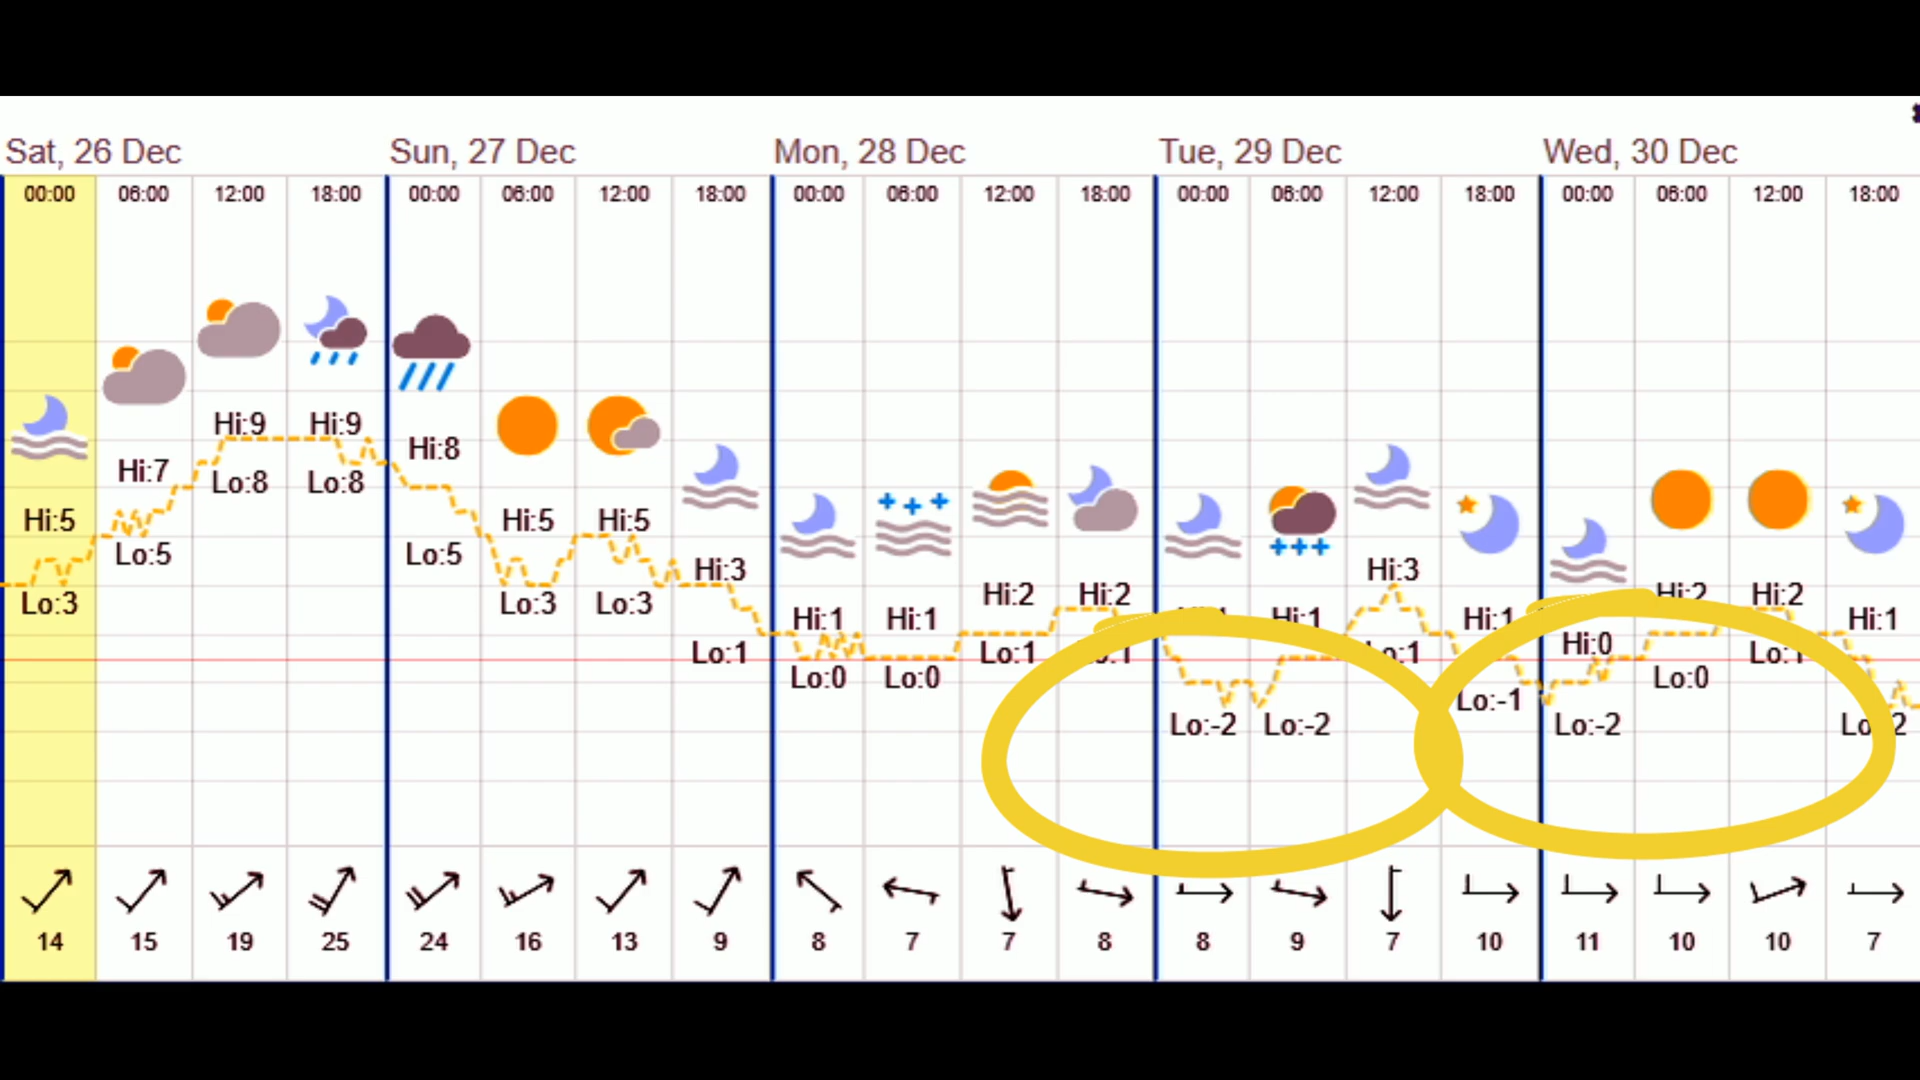 Sat, 26 Dec Sun, 27 Dec Mon, 28 Dec Tue, 29 Dec Wed, 30 Dec
00:00 06:00 12:00 18:00 00:00 06:00 12:00 18:00 00:00 06:00 12:00 18:00 00:00 06:00 12:00 18:00 00:00 06:00 12:00 18:00
Hi:5 Hi:7 Hi:9 Hi:9 Hi:8 Hi:5 Hi:5 Hi:3 Hi:1 Hi:1 Hi:2 Hi:2 Hi:1 Hi:3 Hi:1 Hi:0 Hi:2 Hi:2 Hi:1
Lo:3 Lo:5 Lo:8 Lo:8 Lo:5 Lo:3 Lo:3 Lo:1 Lo:0 Lo:0 Lo:1 Lo:-2 Lo:-2 Lo:1 Lo:-1 Lo:-2 Lo:0 Lo:1
14 15 19 25 24 16 13 9 8 7 7 8 8 9 7 10 11 10 10 7